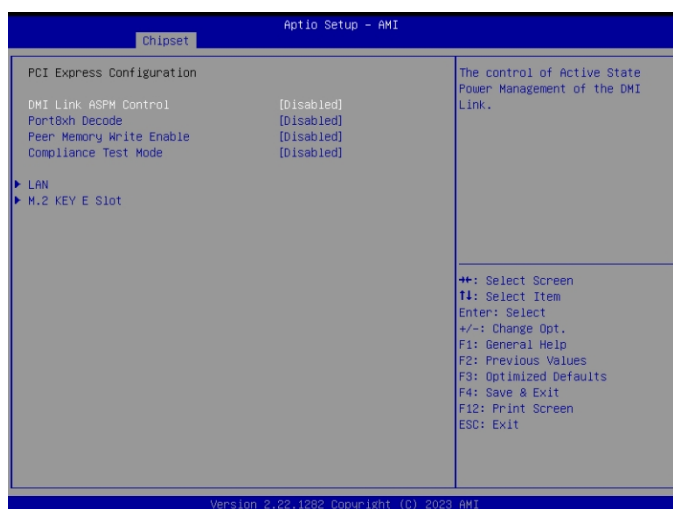 Aptio Setup – AMI
Chipset
PCI Express Configuration
DMI Link ASPM Control [Disabled]
Port8xh Decode [Disabled]
Peer Memory Write Enable [Disabled]
Compliance Test Mode [Disabled]
▶ LAN
▶ M.2 KEY E Slot
The control of Active State
Power Management of the DMI
Link.
→←: Select Screen
↑↓: Select Item
Enter: Select
+/-: Change Opt.
F1: General Help
F2: Previous Values
F3: Optimized Defaults
F4: Save & Exit
F12: Print Screen
ESC: Exit
Version 2.22.1282 Copyright (C) 2023 AMI